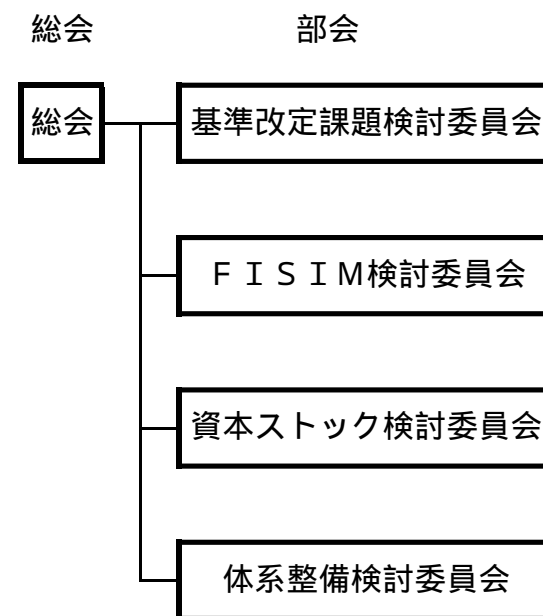 総会 部会
総会 基準改定課題検討委員会
ＦＩＳＩＭ検討委員会
資本ストック検討委員会
体系整備検討委員会